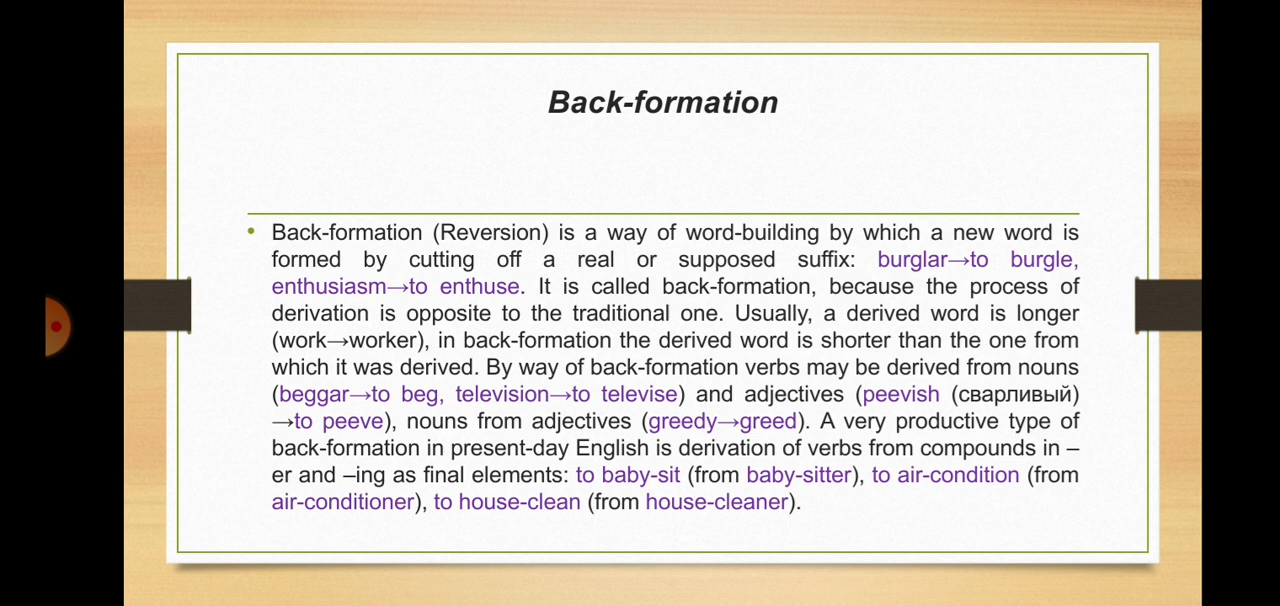 Back-formation
• Back-formation (Reversion) is a way of word-building by which a new word is
formed by cutting off a real or supposed suffix: burglar→to burgle,
enthusiasm→to enthuse. It is called back-formation, because the process of
derivation is opposite to the traditional one. Usually, a derived word is longer
(work→worker), in back-formation the derived word is shorter than the one from
which it was derived. By way of back-formation verbs may be derived from nouns
(beggar→to beg, television→to televise) and adjectives (peevish (сварливый)
→to peeve), nouns from adjectives (greedy→greed). A very productive type of
back-formation in present-day English is derivation of verbs from compounds in –
er and –ing as final elements: to baby-sit (from baby-sitter), to air-condition (from
air-conditioner), to house-clean (from house-cleaner).